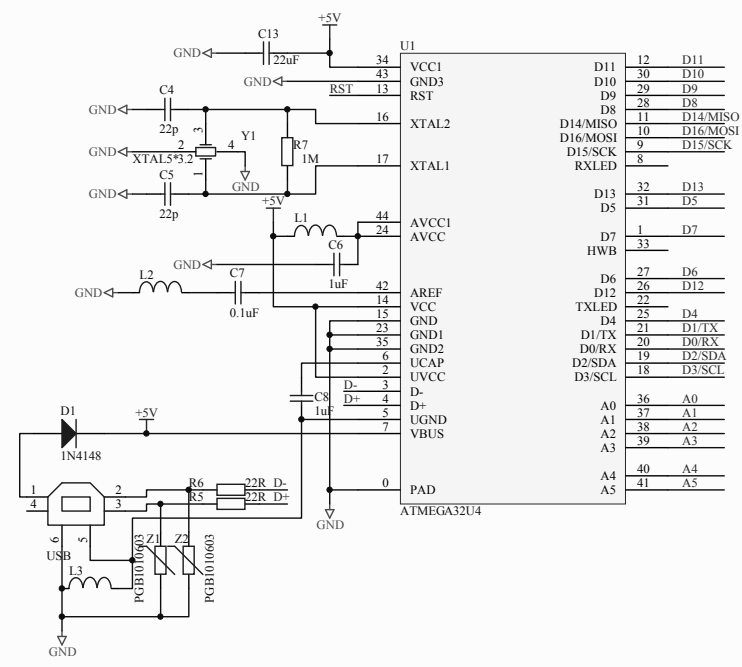 +5V
C13
GND
22uF
U1
34 VCC1
43 GND3
RST 13 RST
GND
C4
GND
22p
16 XTAL2
Y1
3
GND 2 4
XTAL5*3.2
1
GND
R7
1M
17 XTAL1
C5
GND
22p
+5V
L1
44 AVCC1
24 AVCC
C6
GND
1uF
L2
C7
GND
0.1uF
42 AREF
14 VCC
15 GND
23 GND1
35 GND2
6 UCAP
2 UVCC
D- 3 D-
D+ 4 D+
C8
1uF
5 UGND
7 VBUS
0 PAD
GND
ATMEGA32U4
D11 12 D11
D10 30 D10
D9 29 D9
D8 28 D8
D14/MISO 11 D14/MISO
D16/MOSI 10 D16/MOSI
D15/SCK 9 D15/SCK
RXLED 8
D13 32 D13
D5 31 D5
D7 1 D7
HWB 33
D6 27 D6
D12 26 D12
TXLED 22
D4 25 D4
D1/TX 21 D1/TX
D0/RX 20 D0/RX
D2/SDA 19 D2/SDA
D3/SCL 18 D3/SCL
A0 36 A0
A1 37 A1
A2 38 A2
A3 39 A3
A4 40 A4
A5 41 A5
D1
+5V
1N4148
1 2
4 3
6 5
USB
R6 22R D-
R5 22R D+
Z1
PGB1010603
Z2
PGB1010603
L3
GND